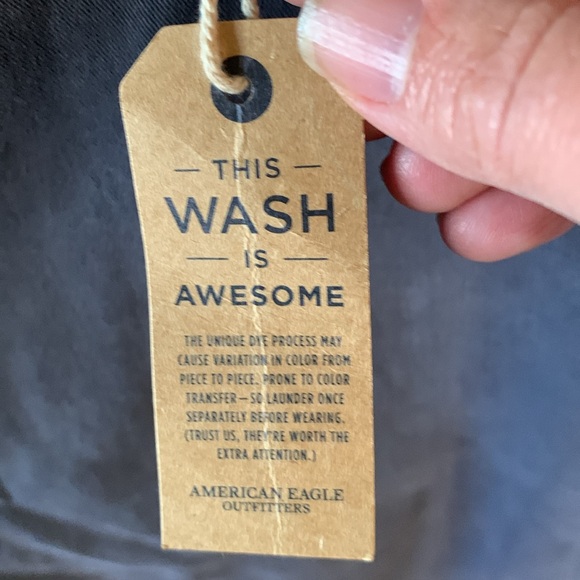 — THIS —
WASH
— IS —
AWESOME
THE UNIQUE DYE PROCESS MAY
CAUSE VARIATION IN COLOR FROM
PIECE TO PIECE. PRONE TO COLOR
TRANSFER — SO LAUNDER ONCE
SEPARATELY BEFORE WEARING.
(TRUST US, THEY'RE WORTH THE
EXTRA ATTENTION.)
AMERICAN EAGLE
OUTFITTERS